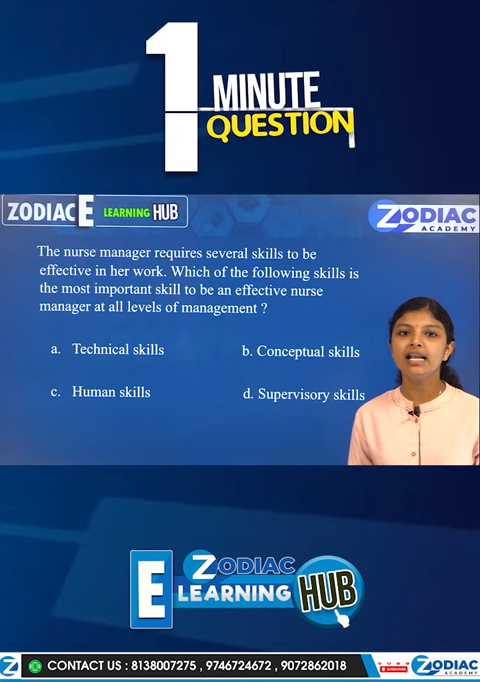 1 MINUTE
QUESTION
ZODIAC E LEARNING HUB
ZODIAC
ACADEMY
The nurse manager requires several skills to be
effective in her work. Which of the following skills is
the most important skill to be an effective nurse
manager at all levels of management ?
a. Technical skills
b. Conceptual skills
c. Human skills
d. Supervisory skills
ZODIAC
E LEARNING HUB
CONTACT US : 8138007275 , 9746724672 , 9072862018
SUBSCRIBE
ZODIAC
ACADEMY